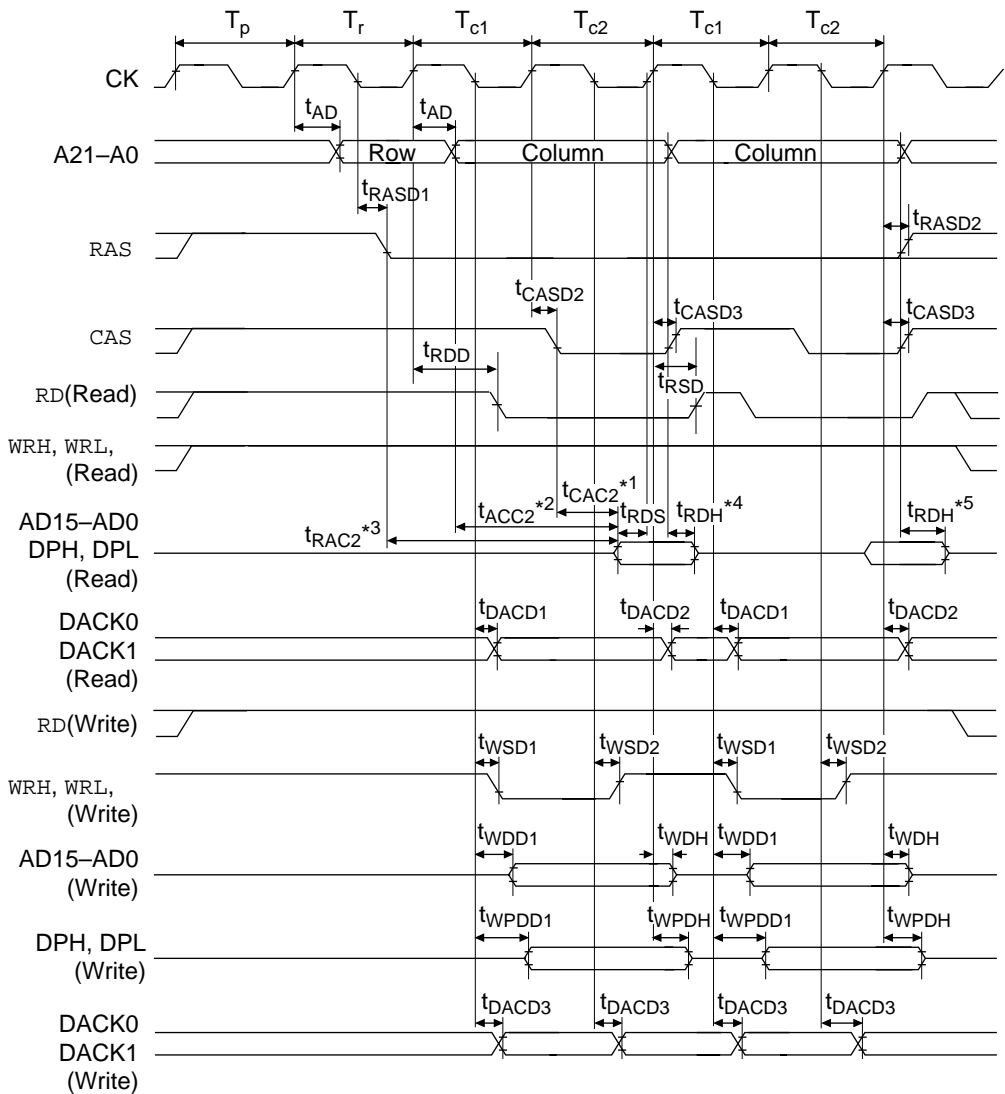 Tp Tr Tc1 Tc2 Tc1 Tc2
CK
tAD tAD
A21–A0 Row Column Column
tRASD1 tRASD2
RAS
tCASD2 tCASD3 tCASD3
CAS
tRDD tRSD
RD(Read)
WRH, WRL,
(Read)
tCAC2*1
AD15–AD0 tACC2*2 tRDS tRDH*4 tRDH*5
DPH, DPL tRAC2*3
(Read)
DACK0 tDACD1 tDACD2 tDACD1 tDACD2
DACK1
(Read)
RD(Write)
tWSD1 tWSD2 tWSD1 tWSD2
WRH, WRL,
(Write)
tWDD1 tWDH tWDD1 tWDH
AD15–AD0
(Write)
tWPDD1 tWPDH tWPDD1 tWPDH
DPH, DPL
(Write)
tDACD3 tDACD3 tDACD3 tDACD3
DACK0
DACK1
(Write)